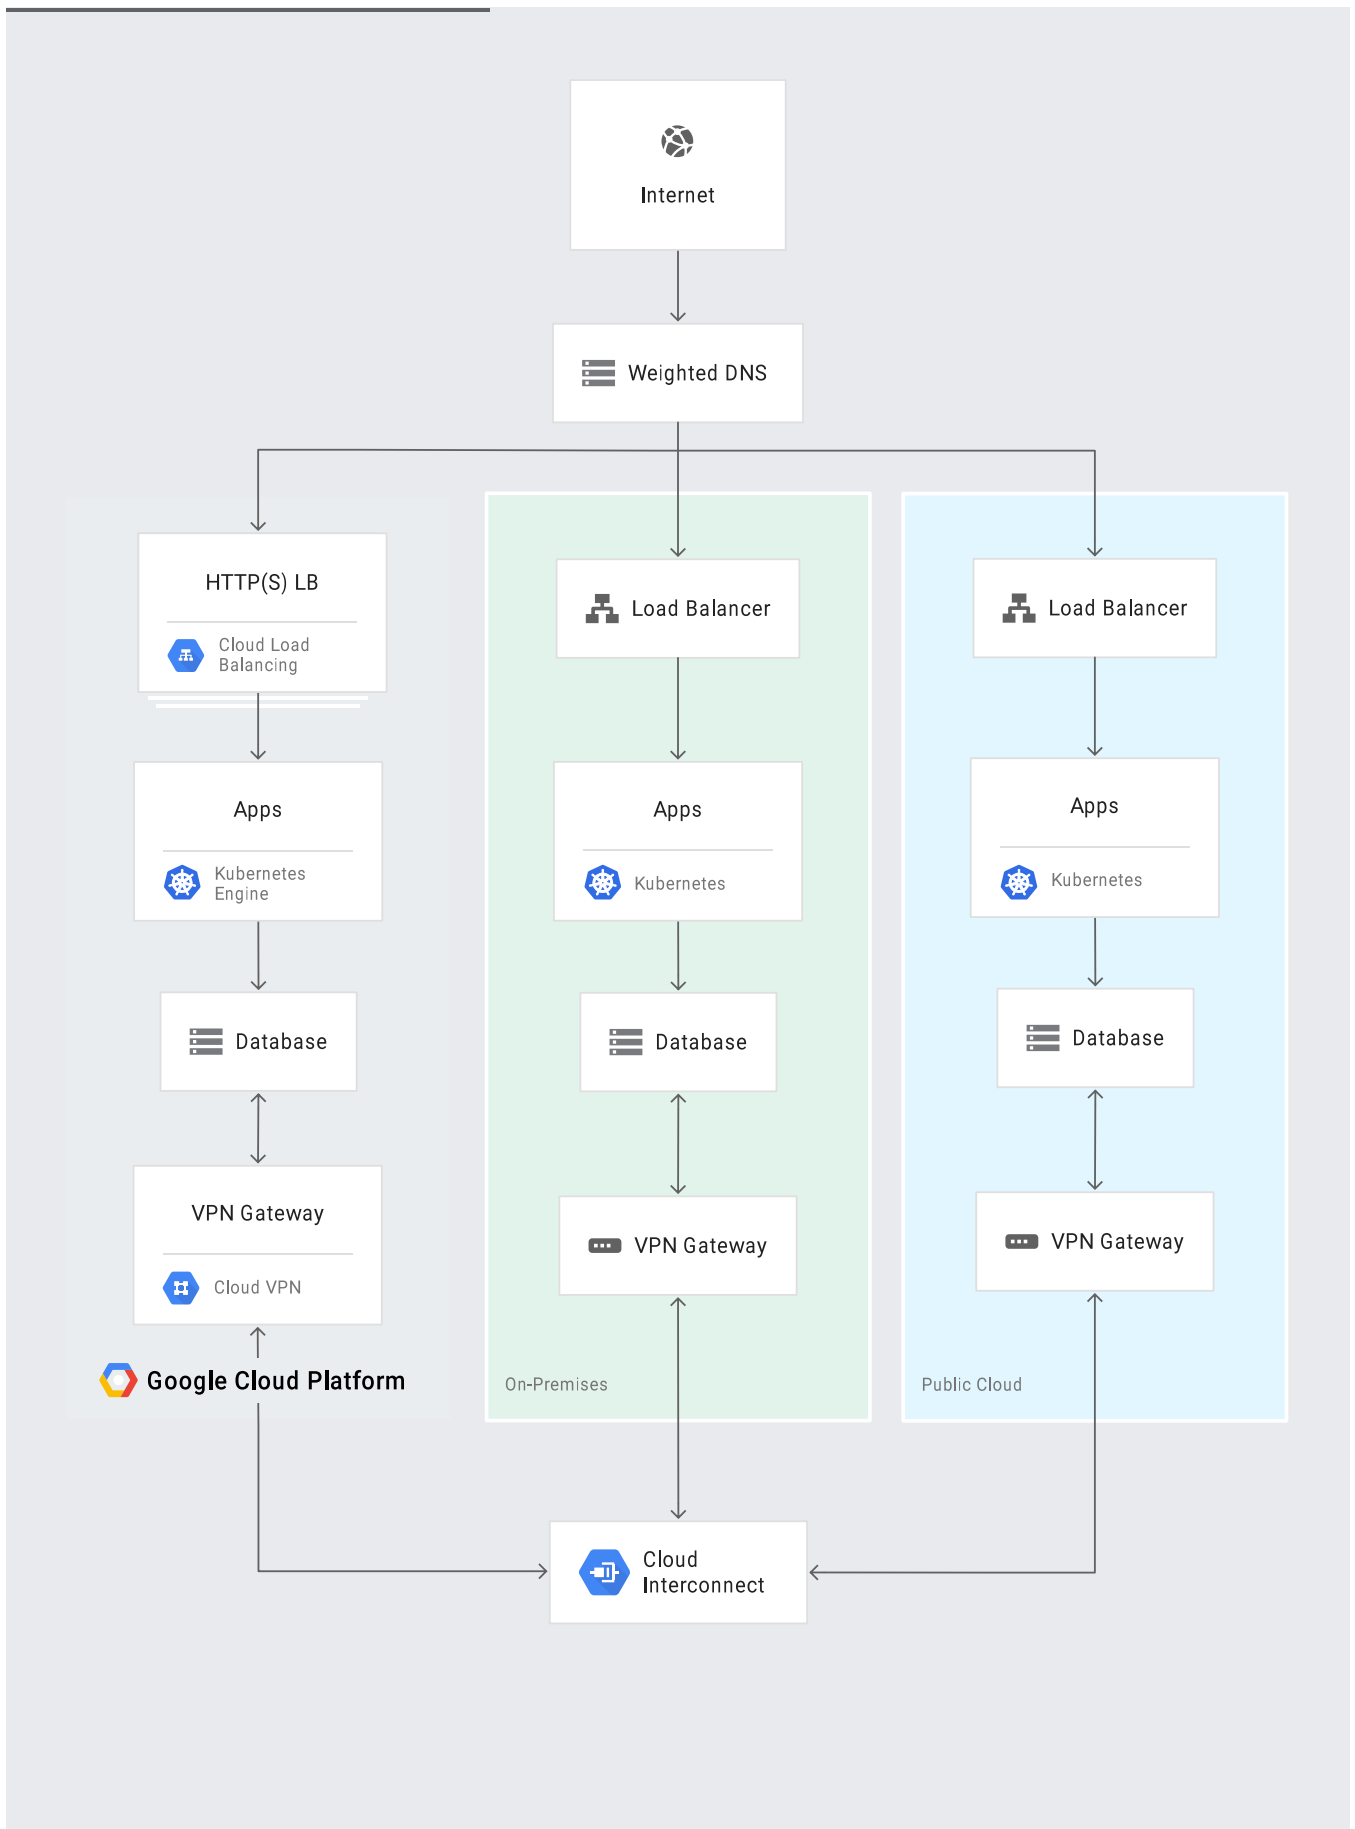 Internet
Weighted DNS
HTTP(S) LB
Cloud Load
Balancing
Apps
Kubernetes
Engine
Database
VPN Gateway
Cloud VPN
Google Cloud Platform
Load Balancer
Apps
Kubernetes
Database
VPN Gateway
On-Premises
Load Balancer
Apps
Kubernetes
Database
VPN Gateway
Public Cloud
Cloud
Interconnect